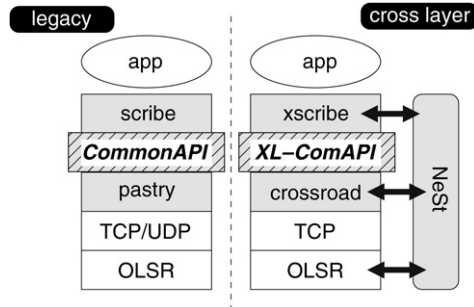 legacy
cross layer
app
scribe
CommonAPI
pastry
TCP/UDP
OLSR
app
xscribe
XL–ComAPI
crossroad
TCP
OLSR
NeSt